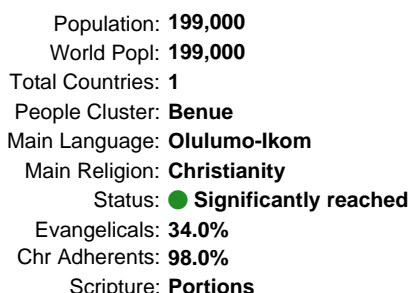 Population: 199,000
World Popl: 199,000
Total Countries: 1
People Cluster: Benue
Main Language: Olulumo-Ikom
Main Religion: Christianity
Status: Significantly reached
Evangelicals: 34.0%
Chr Adherents: 98.0%
Scripture: Portions